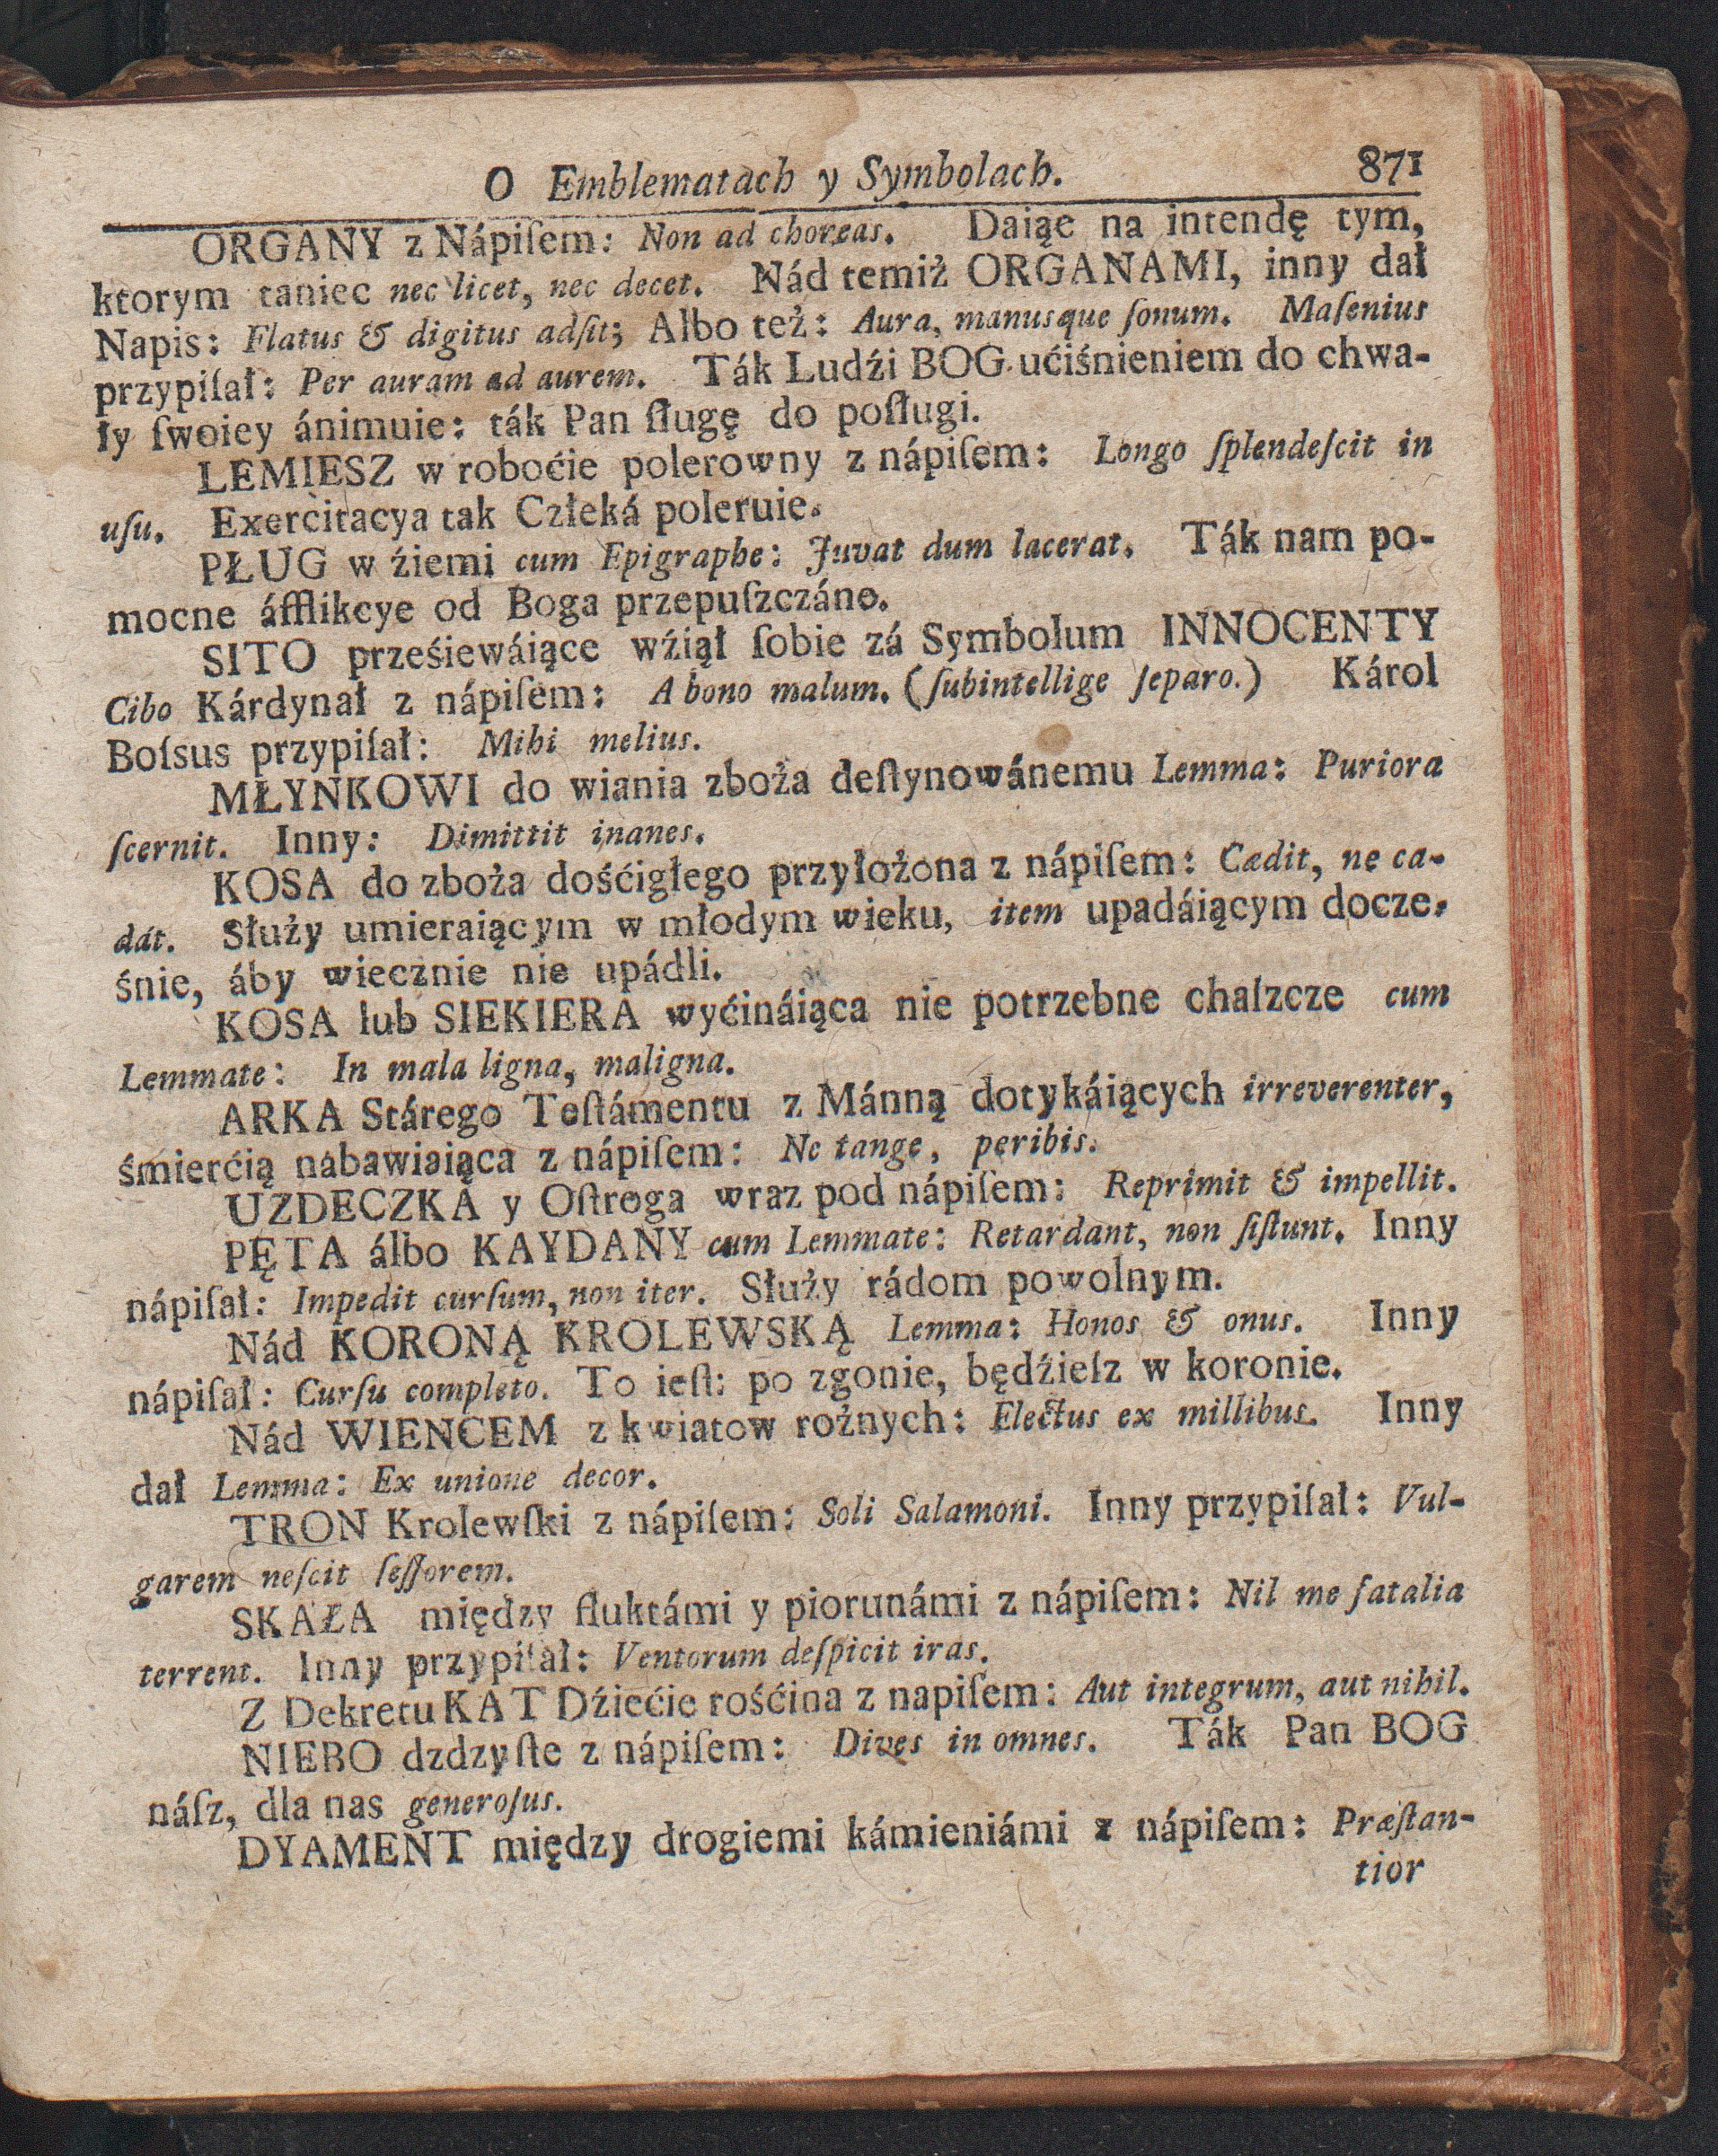 O Emblematach y Symbolach. 871
ORGANY z Nápiſem: Non ad choreas. Daiąc na intendę tym,
ktorym taniec nec licet, nec decet. Nád temiż ORGANAMI, inny dał
Napis: Flatus & digitus adſit; Albo też: Aura, manusque ſonum. Maſenius
przypiſał: Per auram ad aurem. Ták Ludźi BOG ućiśnieniem do chwa-
ły ſwoiey ánimuie: ták Pan ſługę do poſługi.
LEMIESZ w roboćie polerowny z nápiſem: Longo ſplendeſcit in
uſu. Exercitacya tak Człeká poleruie.
PŁUG w źiemi cum Epigraphe: Juvat dum lacerat. Ták nam po-
mocne áfflikcye od Boga przepuſzczáne.
SITO prześiewáiące wźiął ſobie zá Symbolum INNOCENTY
Cibo Kárdynał z nápiſem: A bono malum. (ſubintellige ſeparo.) Károl
Boſsus przypiſał: Mihi melius.
MŁYNKOWI do wiania zboża deſtynowánemu Lemma: Puriora
ſcernit. Inny: Dimittit inanes.
KOSA do zboża dośćigłego przyłożona z nápiſem: Cædit, ne ca-
dát. Służy umieraiącym w młodym wieku, item upadáiącym docze-
śnie, áby wiecznie nie upádli.
KOSA lub SIEKIERA wyćináiąca nie potrzebne chaſzcze cum
Lemmate: In mala ligna, maligna.
ARKA Stárego Teſtámentu z Mánną dotykáiących irreverenter,
śmierćią nabawiaiąca z nápiſem: Ne tange, peribis.
UZDECZKA y Oſtroga wraz pod nápiſem: Reprimit & impellit.
PĘTA álbo KAYDANY cum Lemmate: Retardant, non ſiſtunt. Inny
nápiſał: Impedit curſum, non iter. Służy rádom powolnym.
Nád KORONĄ KROLEWSKĄ Lemma: Honos & onus. Inny
nápiſał: Curſu completo. To ieſt: po zgonie, będźieſz w koronie.
Nád WIENCEM z kwiatow rożnych: Electus ex millibus. Inny
dał Lemma: Ex unione decor.
TRON Krolewſki z nápiſem: Soli Salamoni. Inny przypiſał: Vul-
garem neſcit ſeſſorem.
SKAŁA między fluktámi y piorunámi z nápiſem: Nil me fatalia
terrent. Inny przypiſał: Ventorum deſpicit iras.
Z Dekretu KAT Dźiećie rośćina z napiſem: Aut integrum, aut nihil.
NIEBO dzdzyſte z nápiſem: Dives in omnes. Ták Pan BOG
náſz, dla nas generoſus.
DYAMENT między drogiemi kámieniámi z nápiſem: Præſtan-
tior